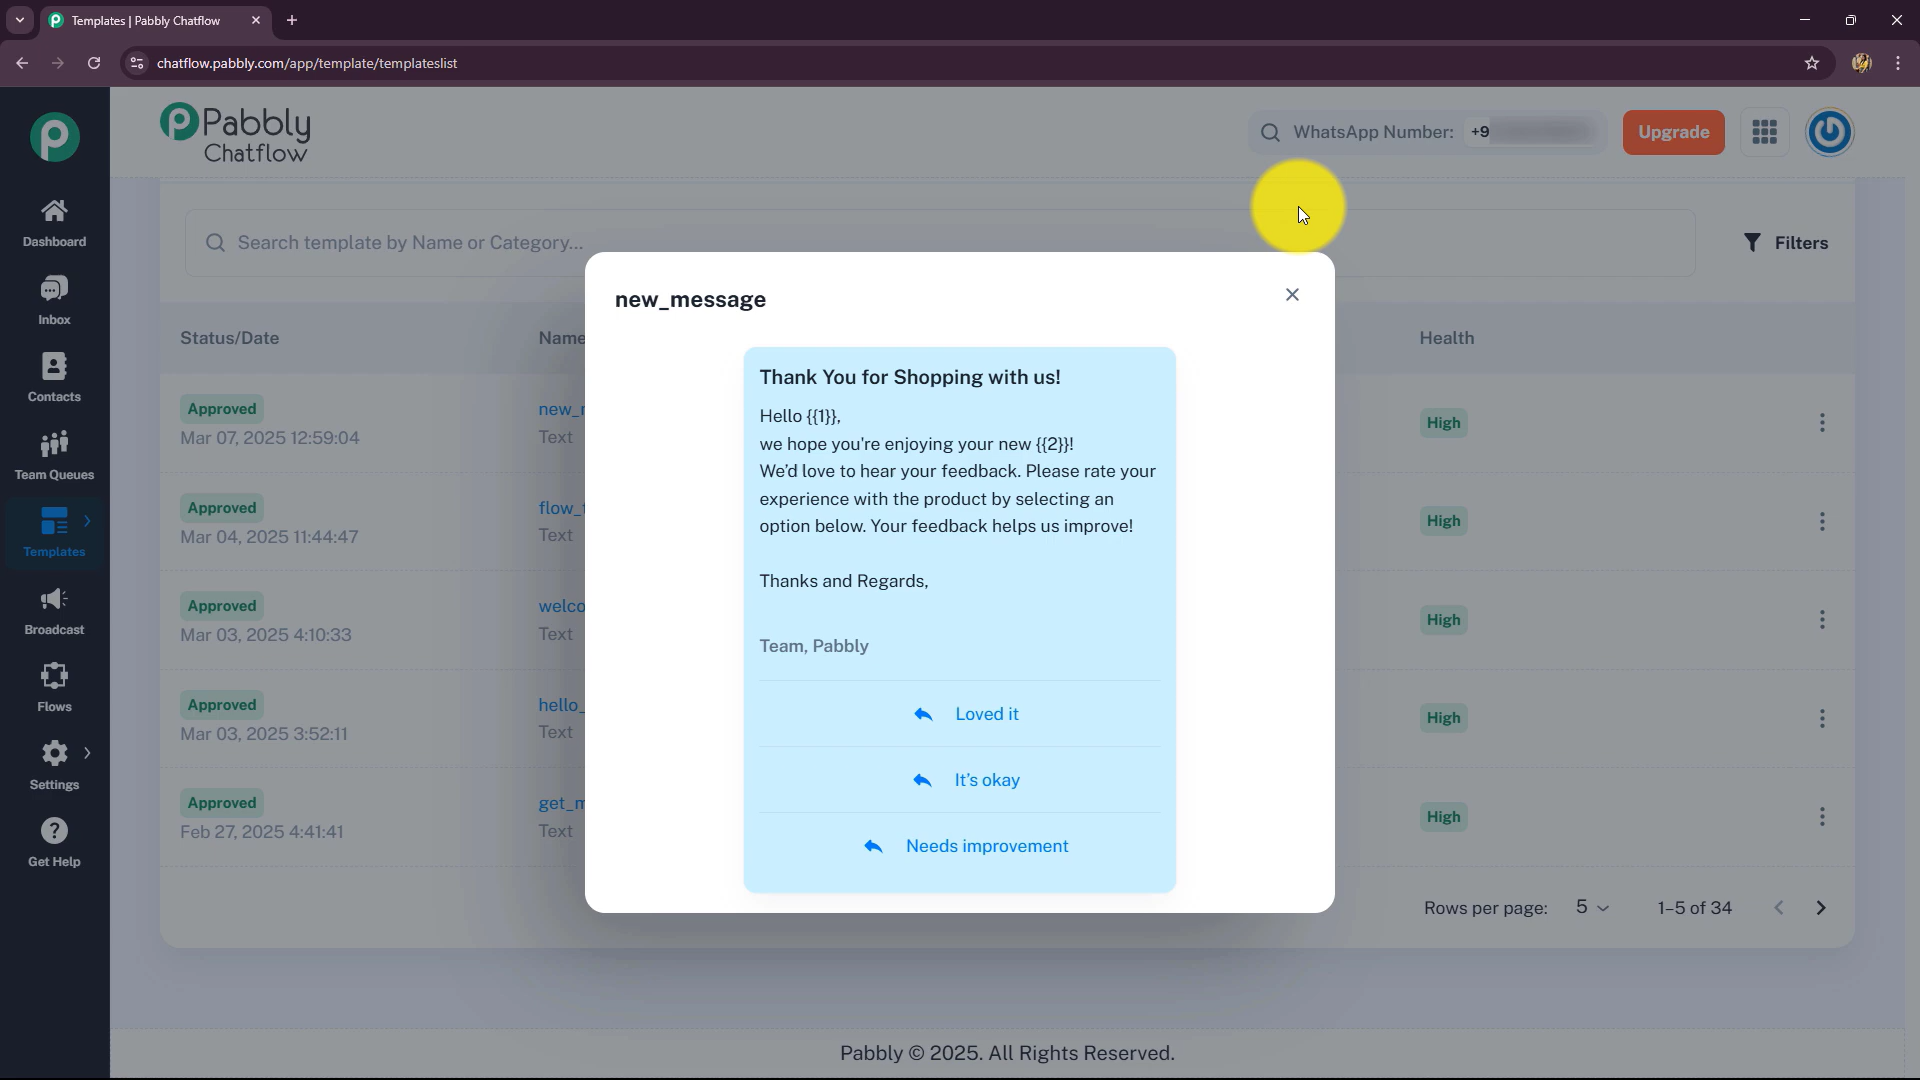 Templates | Pabbly Chatflow
chatflow.pabbly.com/app/template/templateslist
Pabbly
Chatflow
WhatsApp Number: +9
Upgrade
Dashboard
Inbox
Contacts
Team Queues
Templates
Broadcast
Flows
Settings
Get Help
Search template by Name or Category...
Filters
Status/Date
Name
Health
Approved
Mar 07, 2025 12:59:04
Text
High
Approved
Mar 04, 2025 11:44:47
Text
High
Approved
Mar 03, 2025 4:10:33
welco
Text
High
Approved
Mar 03, 2025 3:52:11
hello_
Text
High
Approved
Feb 27, 2025 4:41:41
Text
High
new_message
Thank You for Shopping with us!
Hello {{1}},
we hope you're enjoying your new {{2}}!
We’d love to hear your feedback. Please rate your
experience with the product by selecting an
option below. Your feedback helps us improve!
Thanks and Regards,
Team, Pabbly
Loved it
It’s okay
Needs improvement
Rows per page: 5
1–5 of 34
Pabbly © 2025. All Rights Reserved.